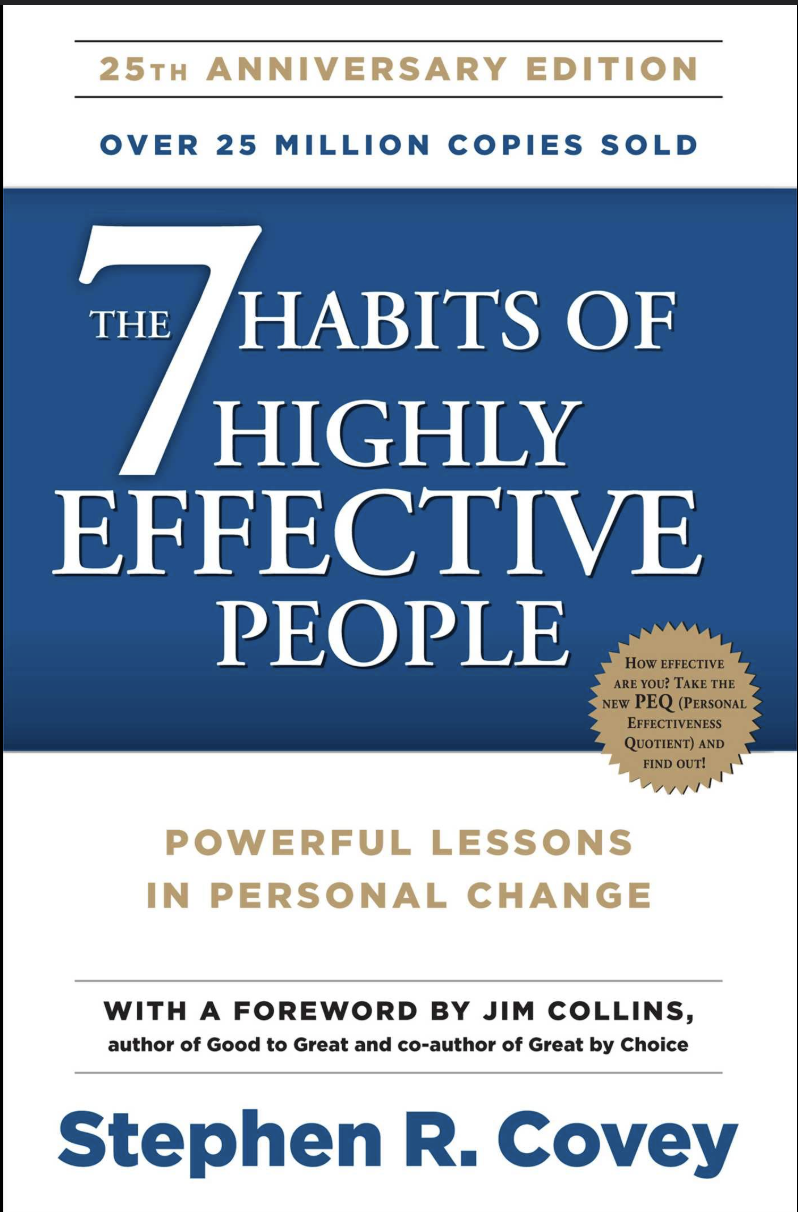 25TH ANNIVERSARY EDITION
OVER 25 MILLION COPIES SOLD
THE 7 HABITS OF
HIGHLY
EFFECTIVE
PEOPLE
HOW EFFECTIVE
ARE YOU? TAKE THE
NEW PEQ (PERSONAL
EFFECTIVENESS
QUOTIENT) AND
FIND OUT!
POWERFUL LESSONS
IN PERSONAL CHANGE
WITH A FOREWORD BY JIM COLLINS,
author of Good to Great and co-author of Great by Choice
Stephen R. Covey